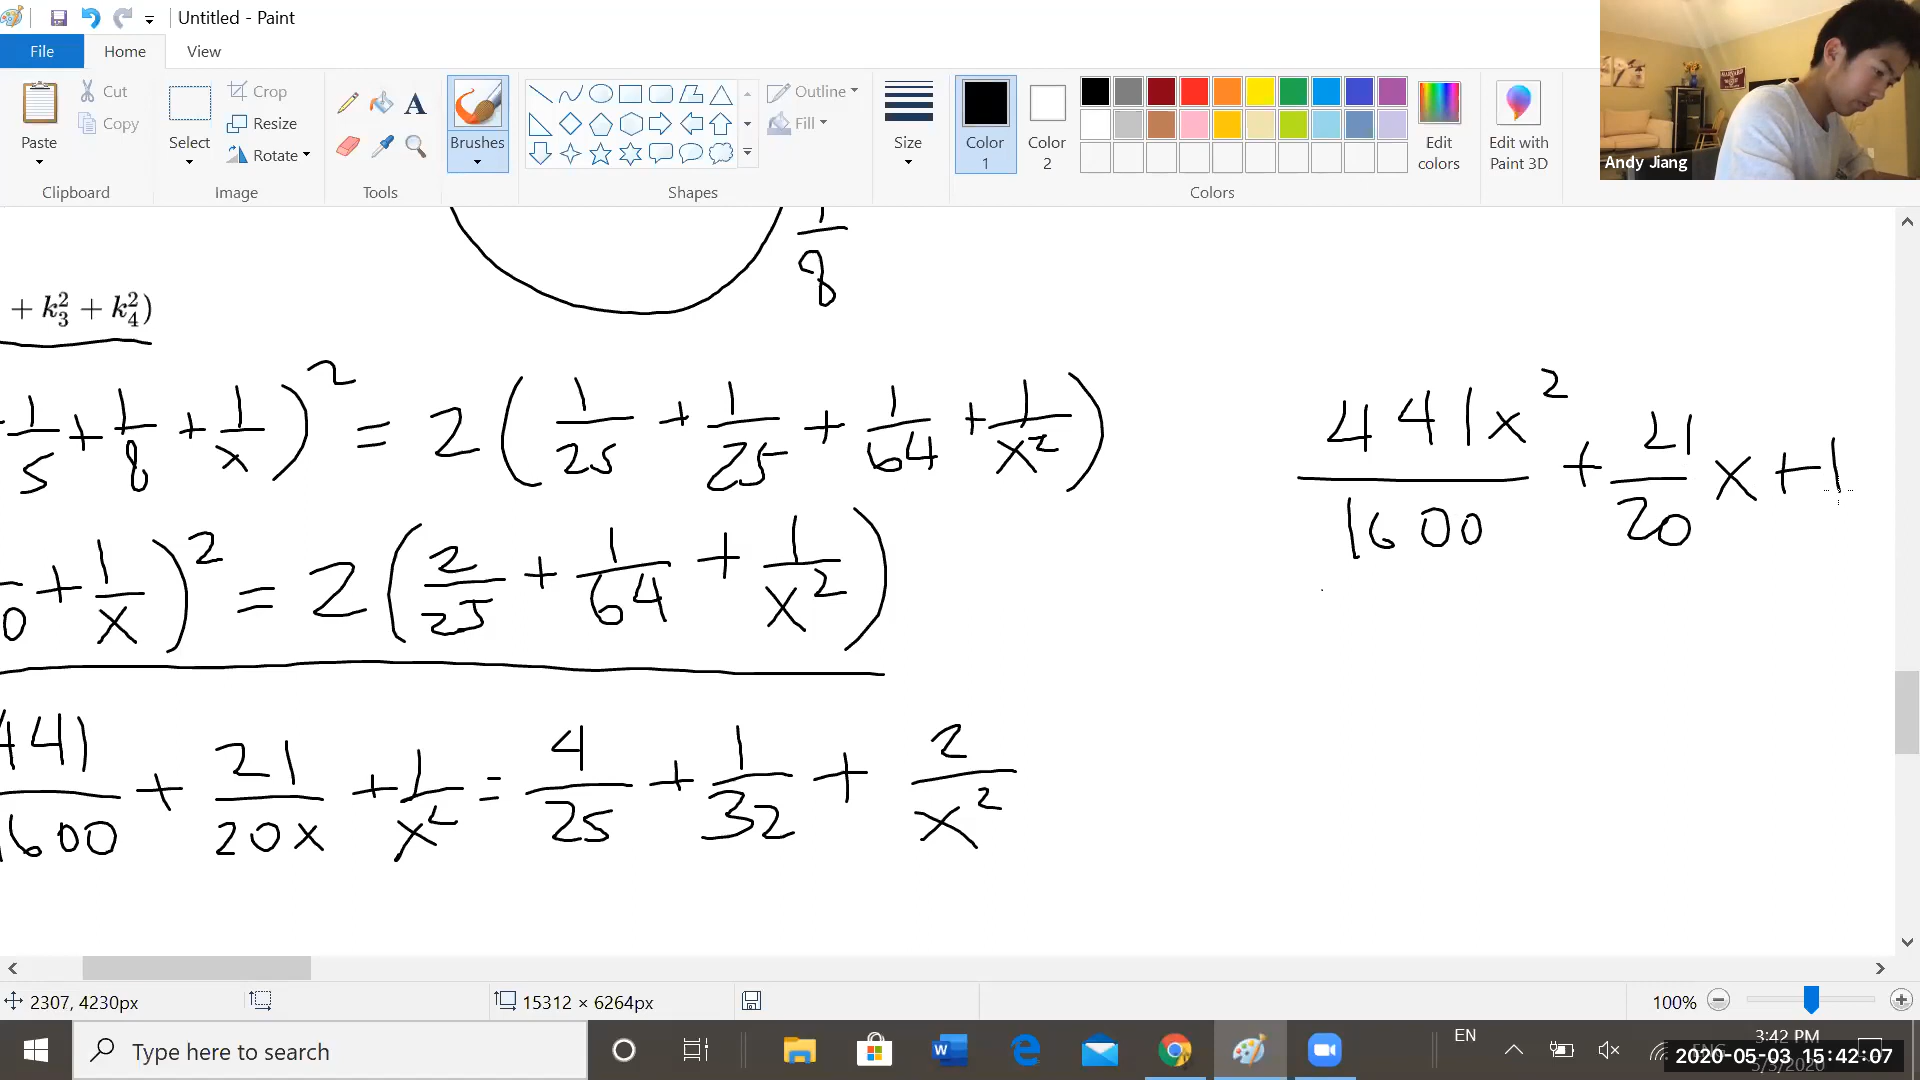 Untitled - Paint
File Home View
Paste
Cut
Copy
Clipboard
Select
Crop
Resize
Rotate
Image
A
Tools
Brushes
Shapes
Outline
Fill
Size
Color 1
Color 2
Colors
Edit colors
Edit with Paint 3D
Andy Jiang
1/8
+ k₃² + k₄²)
1/5 + 1/8 + 1/x)² = 2(1/25 + 1/25 + 1/64 + 1/x²)
441x²/1600 + 21/20 x + 1
0 + 1/x)² = 2(2/25 + 1/64 + 1/x²)
441/1600 + 21/20x + 1/x² = 4/25 + 1/32 + 2/x²
2307, 4230px
15312 × 6264px
100%
Type here to search
EN
3:42 PM
2020-05-03 15:42:07